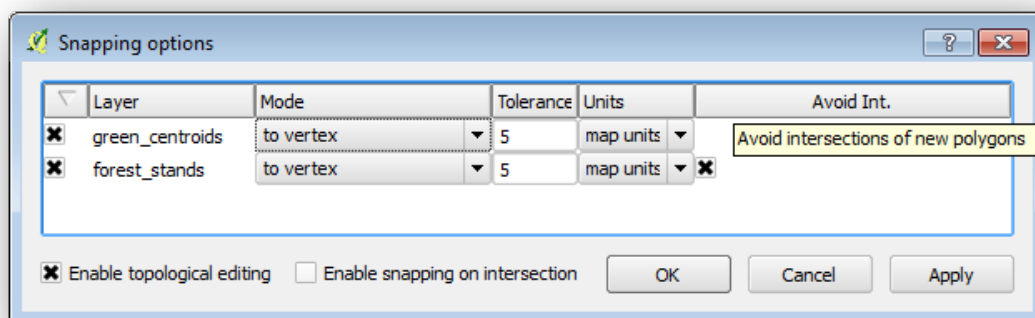 Snapping options
Layer Mode Tolerance Units Avoid Int.
green_centroids to vertex 5 map units
Avoid intersections of new polygons
forest_stands to vertex 5 map units
Enable topological editing Enable snapping on intersection OK Cancel Apply